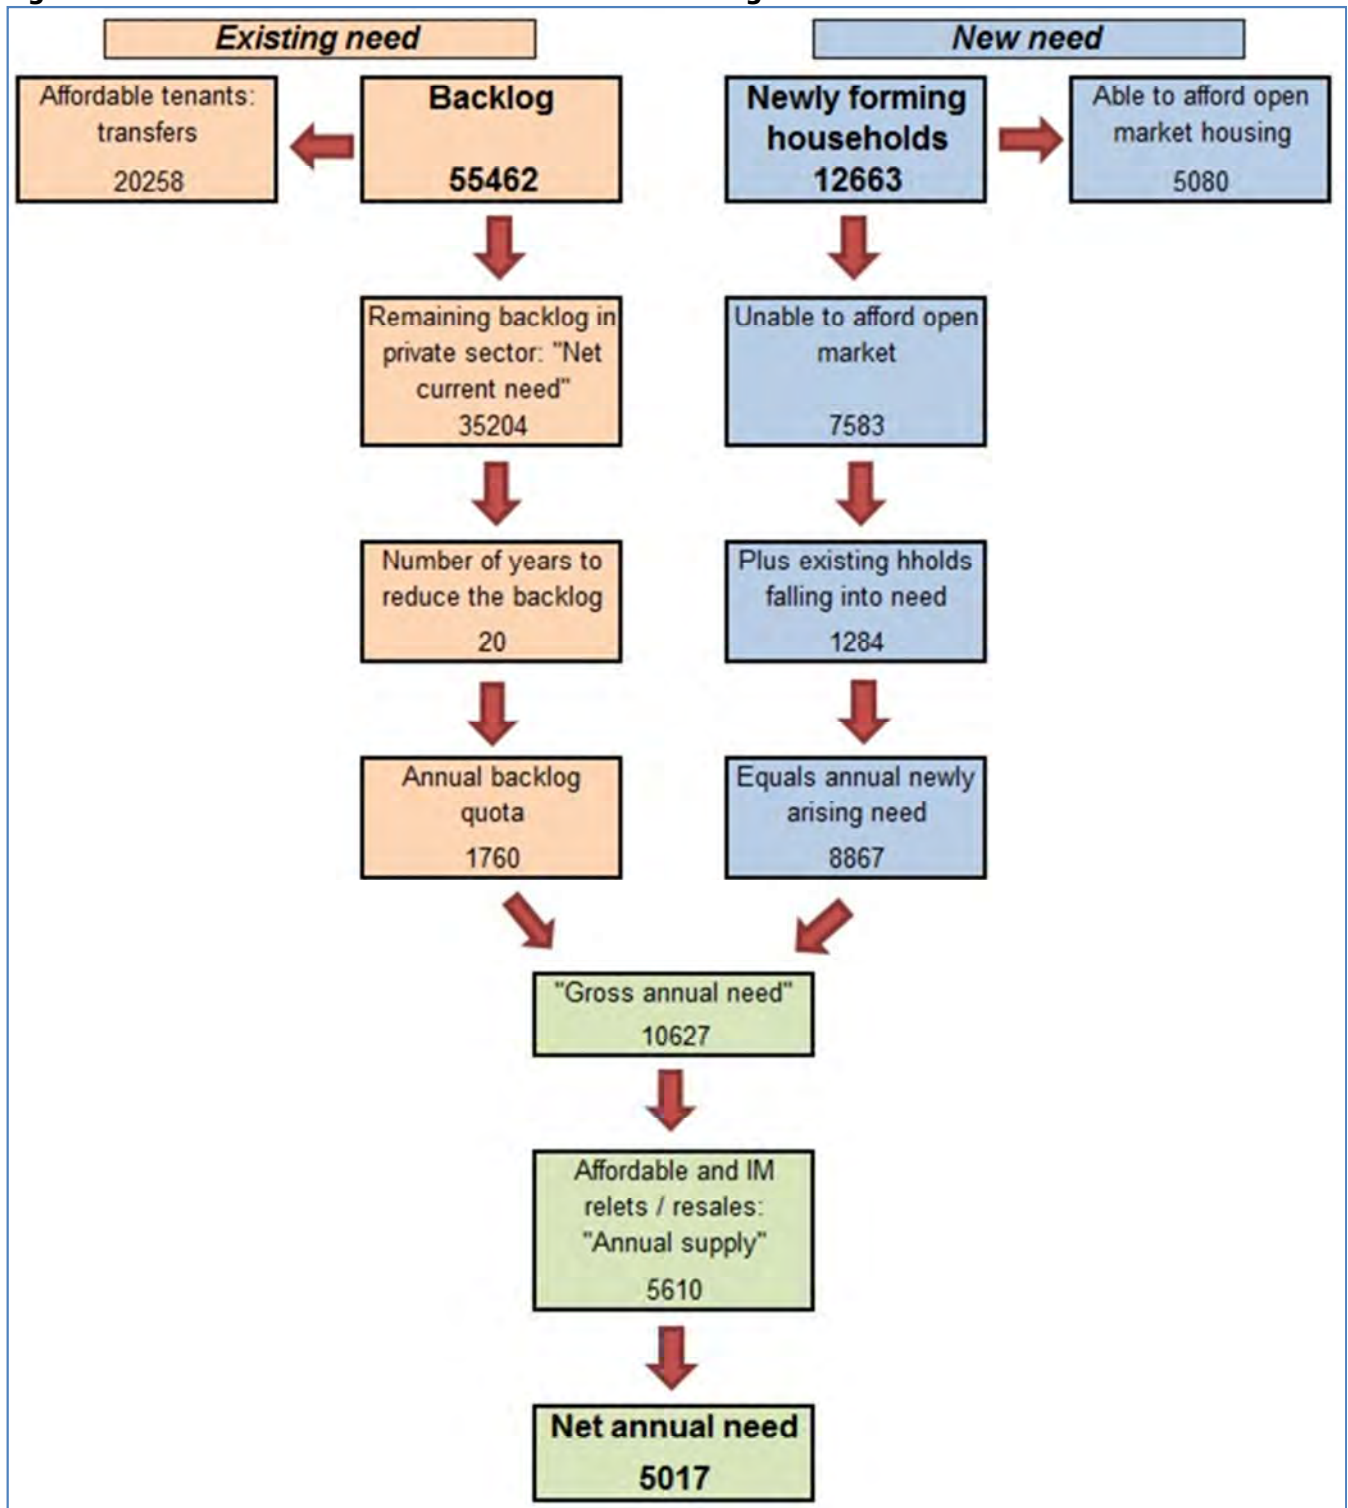 Existing need
New need
Affordable tenants:
transfers
20258
Backlog
55462
Newly forming
households
12663
Able to afford open
market housing
5080
Remaining backlog in
private sector: "Net
current need"
35204
Unable to afford open
market
7583
Number of years to
reduce the backlog
20
Plus existing hholds
falling into need
1284
Annual backlog
quota
1760
Equals annual newly
arising need
8867
"Gross annual need"
10627
Affordable and IM
relets / resales:
"Annual supply"
5610
Net annual need
5017